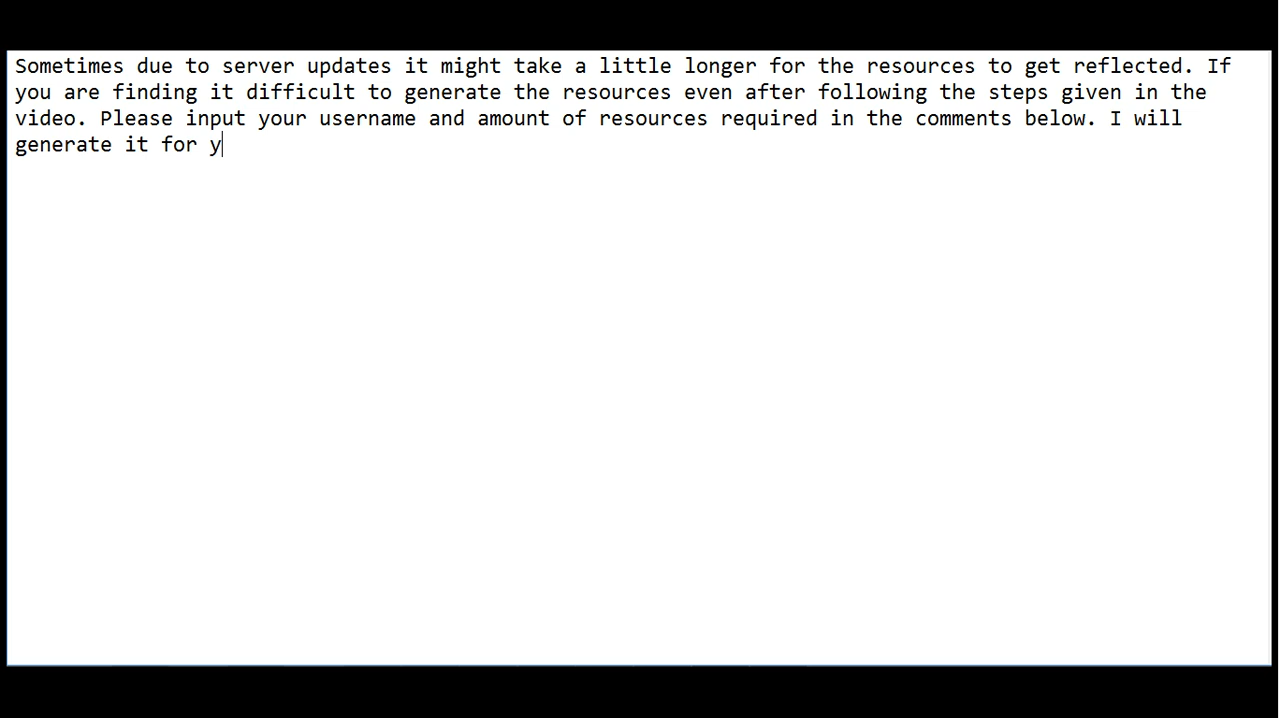 Sometimes due to server updates it might take a little longer for the resources to get reflected. If
you are finding it difficult to generate the resources even after following the steps given in the
video. Please input your username and amount of resources required in the comments below. I will
generate it for y